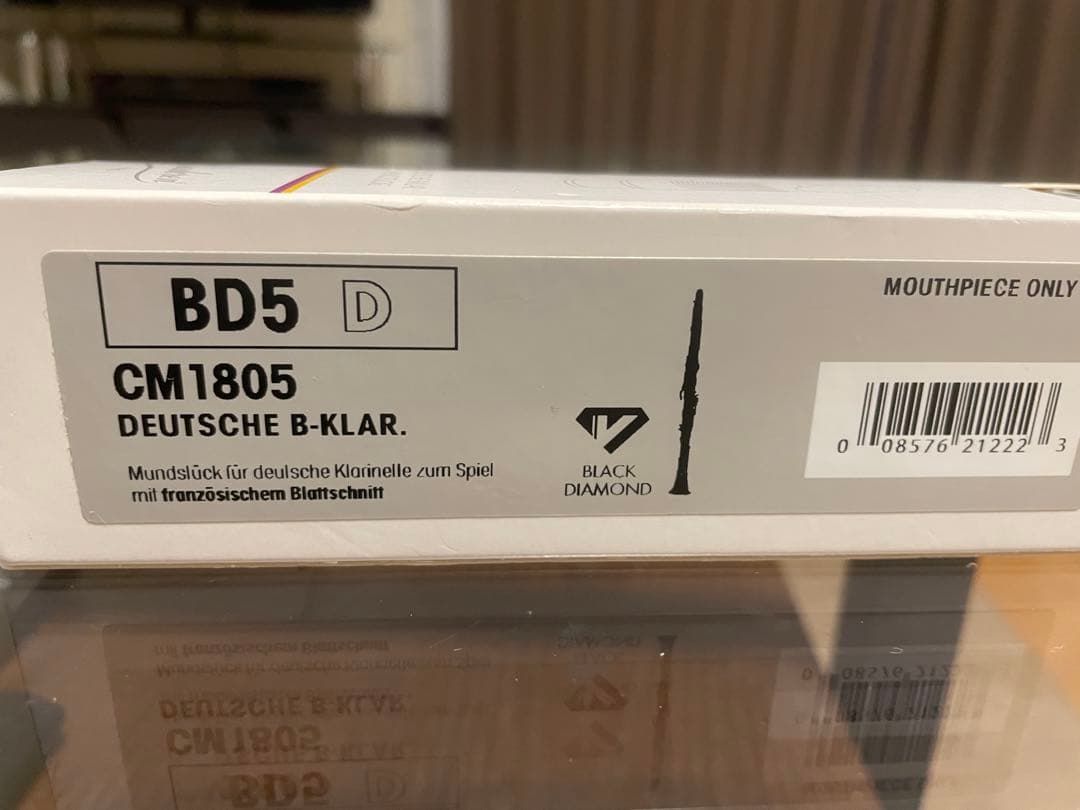 BD5 D
CM1805
DEUTSCHE B-KLAR.
Mundstück für deutsche Klarinette zum Spiel
mit französischem Blattschnitt
BLACK
DIAMOND
MOUTHPIECE ONLY
0 08576 21222 3